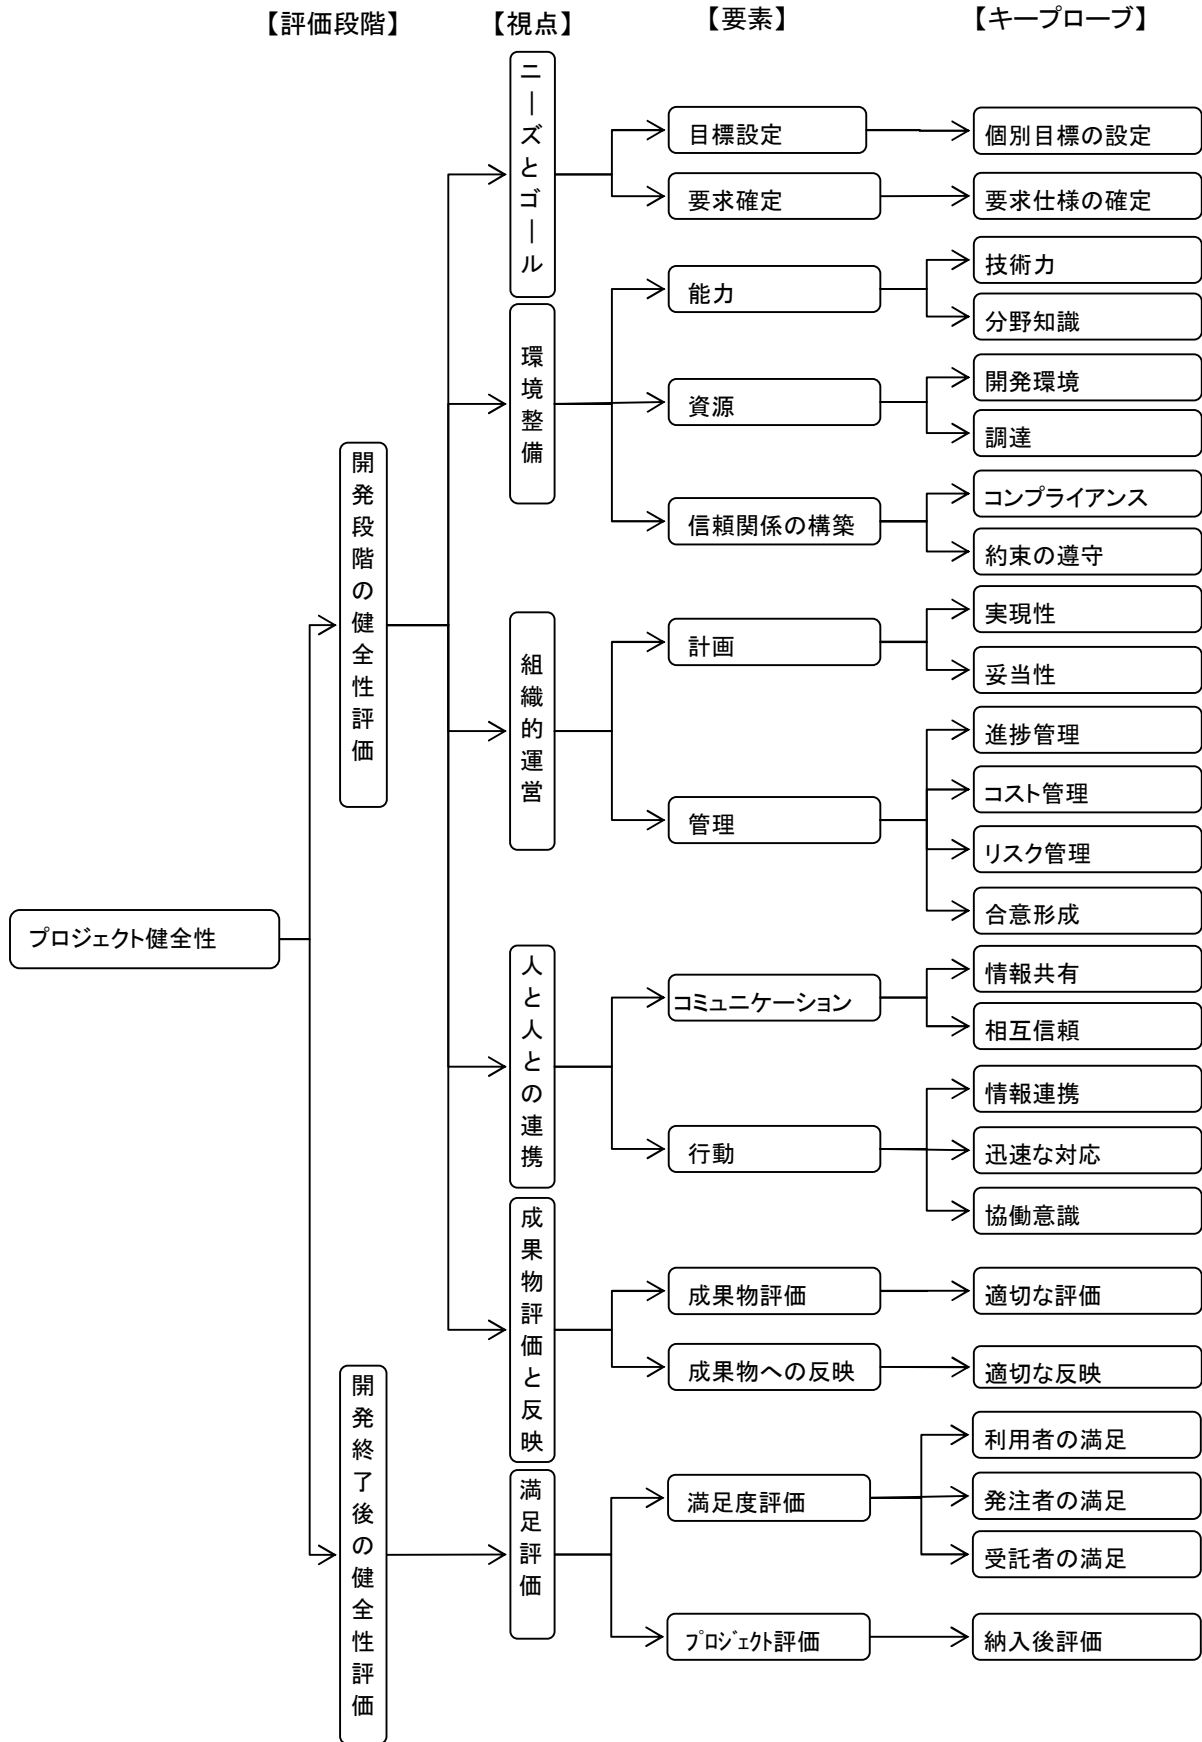 【評価段階】
【視点】
【要素】
【キープローブ】
プロジェクト健全性
開発段階の健全性評価
ニーズとゴール
目標設定
個別目標の設定
要求確定
要求仕様の確定
環境整備
能力
技術力
分野知識
資源
開発環境
調達
信頼関係の構築
コンプライアンス
約束の遵守
組織的運営
計画
実現性
妥当性
管理
進捗管理
コスト管理
リスク管理
合意形成
人と人との連携
コミュニケーション
情報共有
相互信頼
行動
情報連携
迅速な対応
協働意識
成果物評価と反映
成果物評価
適切な評価
成果物への反映
適切な反映
開発終了後の健全性評価
満足評価
満足度評価
利用者の満足
発注者の満足
受託者の満足
プロジェクト評価
納入後評価